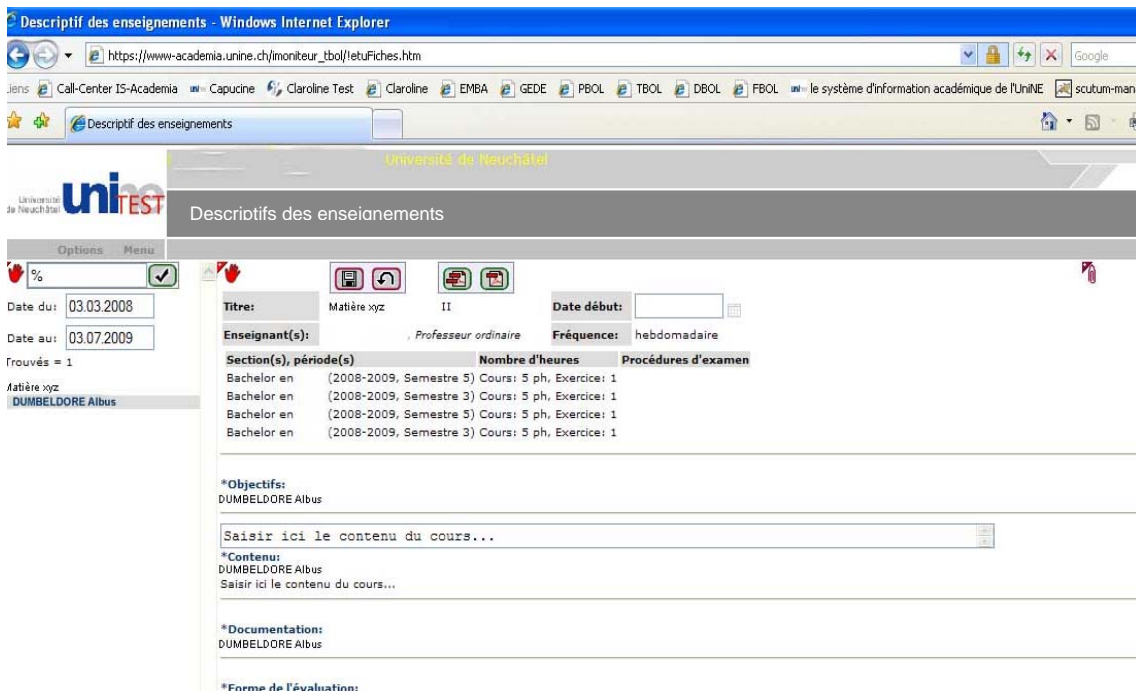 Descriptif des enseignements - Windows Internet Explorer
https://www-academia.unine.ch/imoniteur_tbol/!etuFiches.htm
Google
Liens Call-Center IS-Academia Capucine Claroline Test Claroline EMBA GEDE PBOL TBOL DBOL FBOL le système d'information académique de l'UniNE scutum-man
Descriptif des enseignements
Université de Neuchâtel
Université de Neuchâtel uni TEST
Descriptifs des enseignements
Options Menu
%
Date du: 03.03.2008
Date au: 03.07.2009
Trouvés = 1
Matière xyz
DUMBELDORE Albus
Titre: Matière xyz II Date début:
Enseignant(s): , Professeur ordinaire Fréquence: hebdomadaire
Section(s), période(s) Nombre d'heures Procédures d'examen
Bachelor en (2008-2009, Semestre 5) Cours: 5 ph, Exercice: 1
Bachelor en (2008-2009, Semestre 3) Cours: 5 ph, Exercice: 1
Bachelor en (2008-2009, Semestre 5) Cours: 5 ph, Exercice: 1
Bachelor en (2008-2009, Semestre 3) Cours: 5 ph, Exercice: 1
*Objectifs:
DUMBELDORE Albus
Saisir ici le contenu du cours...
*Contenu:
DUMBELDORE Albus
Saisir ici le contenu du cours...
*Documentation:
DUMBELDORE Albus
*Forme de l'évaluation: